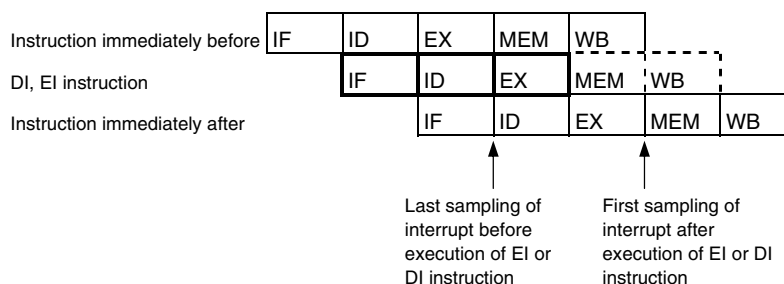 Instruction immediately before IF ID EX MEM WB
DI, EI instruction IF ID EX MEM WB
Instruction immediately after IF ID EX MEM WB
Last sampling of
interrupt before
execution of EI or
DI instruction
First sampling of
interrupt after
execution of EI or DI
instruction